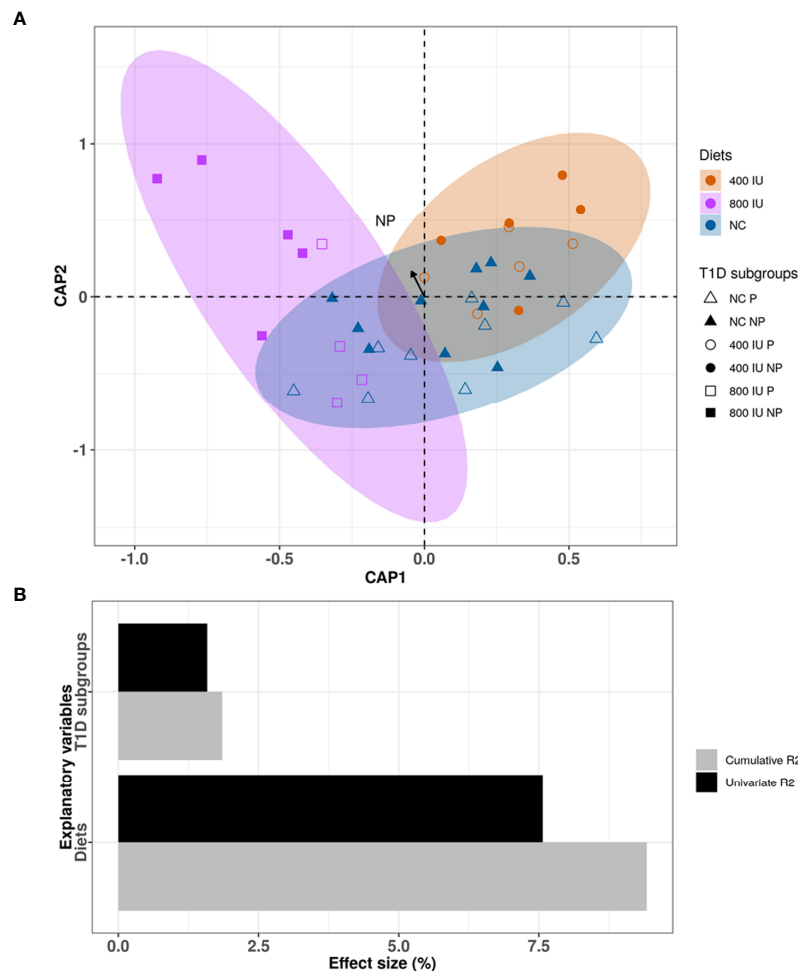 A
1
0
-1
CAP2
NP
-1.0
-0.5
0.0
0.5
CAP1
Diets
400 IU
800 IU
NC
T1D subgroups
NC P
NC NP
400 IU P
400 IU NP
800 IU P
800 IU NP
B
Explanatory variables
T1D subgroups
Diets
0.0
2.5
5.0
7.5
Effect size (%)
Cumulative R2
Univariate R2